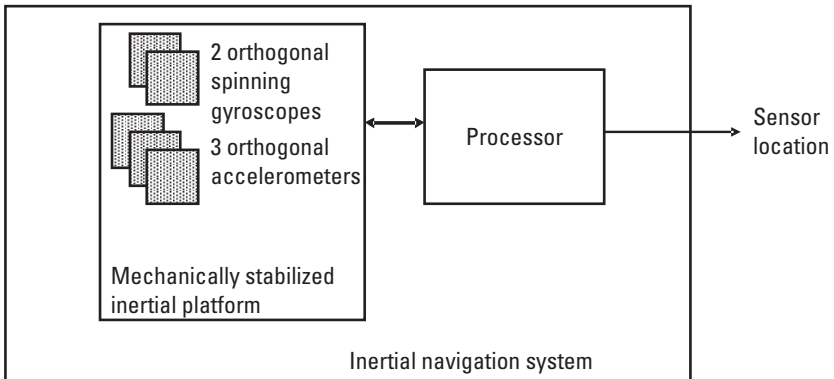 2 orthogonal
spinning
gyroscopes
3 orthogonal
accelerometers
Mechanically stabilized
inertial platform
Processor
Sensor
location
Inertial navigation system